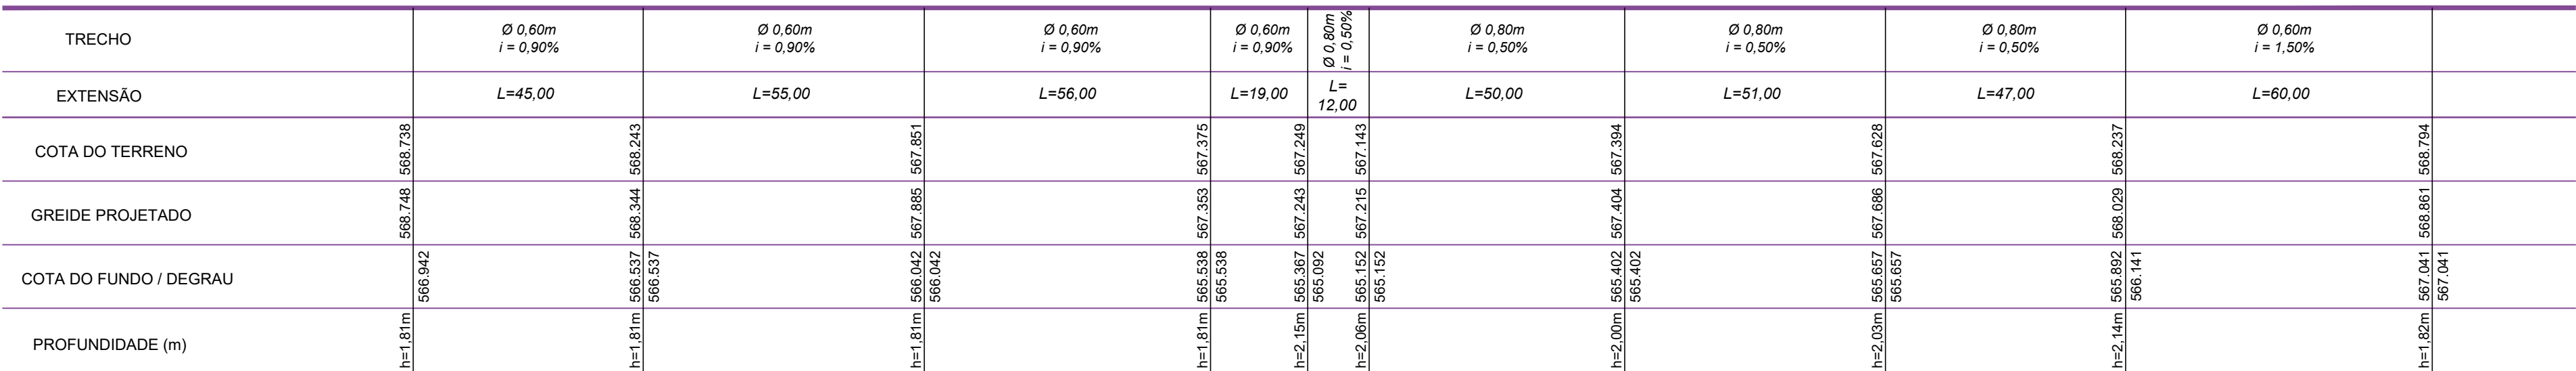 TRECHO
Ø 0,60m
i = 0,90%
Ø 0,60m
i = 0,90%
Ø 0,60m
i = 0,90%
Ø 0,60m
i = 0,90%
Ø 0,80m
i = 0,50%
Ø 0,80m
i = 0,50%
Ø 0,80m
i = 0,50%
Ø 0,80m
i = 0,50%
Ø 0,60m
i = 1,50%
EXTENSÃO
L=45,00
L=55,00
L=56,00
L=19,00
L=
12,00
L=50,00
L=51,00
L=47,00
L=60,00
COTA DO TERRENO
568.738
568.243
567.851
567.375
567.249
567.143
567.394
567.628
568.237
568.794
GREIDE PROJETADO
568.748
568.344
567.885
567.353
567.243
567.215
567.404
567.686
568.029
568.861
COTA DO FUNDO / DEGRAU
566.942
566.537
566.537
566.042
566.042
565.538
565.538
565.367
565.092
565.152
565.152
565.402
565.402
565.657
565.657
565.892
566.141
567.041
567.041
PROFUNDIDADE (m)
h=1,81m
h=1,81m
h=1,81m
h=1,81m
h=2,15m
h=2,06m
h=2,00m
h=2,03m
h=2,14m
h=1,82m